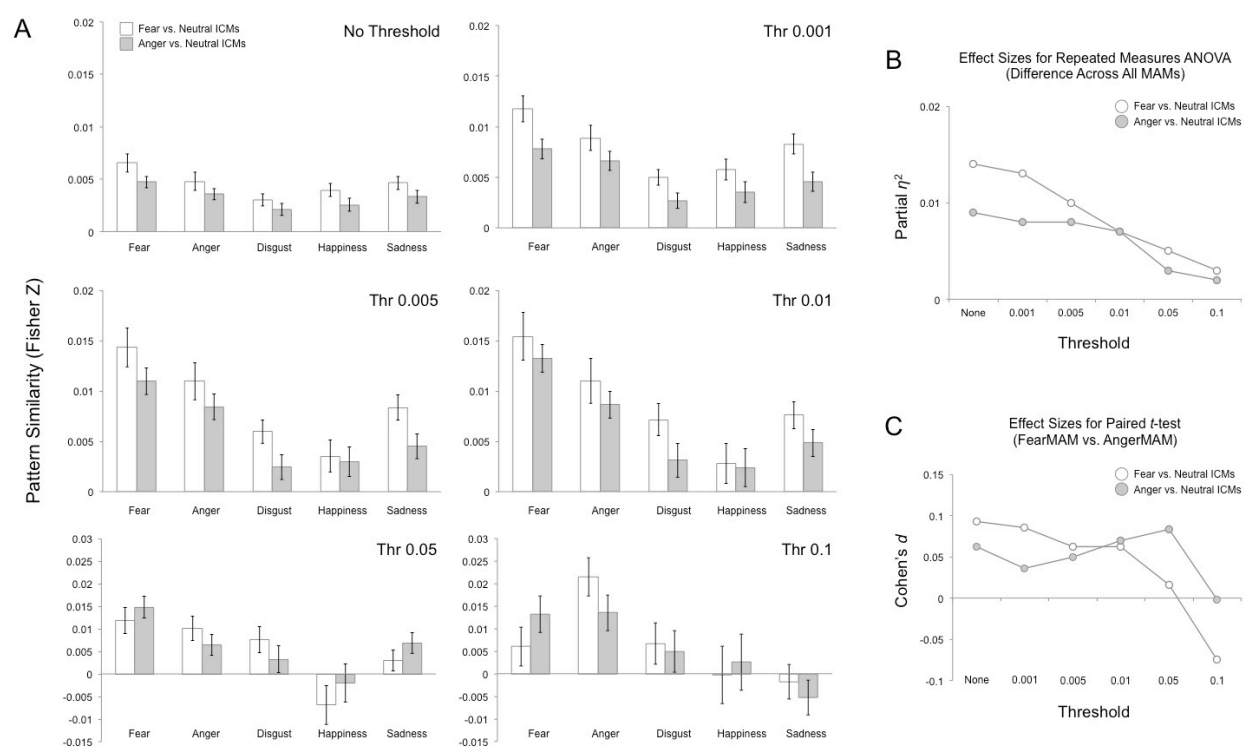 A
Pattern Similarity (Fisher Z)
Fear vs. Neutral ICMs
Anger vs. Neutral ICMs
No Threshold
0.02
0.015
0.01
0.005
0
Fear Anger Disgust Happiness Sadness
Thr 0.001
0.02
0.015
0.01
0.005
0
Fear Anger Disgust Happiness Sadness
Thr 0.005
0.02
0.015
0.01
0.005
0
Fear Anger Disgust Happiness Sadness
Thr 0.01
0.02
0.015
0.01
0.005
0
Fear Anger Disgust Happiness Sadness
Thr 0.05
0.03
0.025
0.02
0.015
0.01
0.005
0
-0.005
-0.01
-0.015
Fear Anger Disgust Happiness Sadness
Thr 0.1
0.03
0.025
0.02
0.015
0.01
0.005
0
-0.005
-0.01
-0.015
Fear Anger Disgust Happiness Sadness
B
Effect Sizes for Repeated Measures ANOVA
(Difference Across All MAMs)
Fear vs. Neutral ICMs
Anger vs. Neutral ICMs
Partial η²
0.02
0.01
0
None 0.001 0.005 0.01 0.05 0.1
Threshold
C
Effect Sizes for Paired t-test
(FearMAM vs. AngerMAM)
Fear vs. Neutral ICMs
Anger vs. Neutral ICMs
Cohen's d
0.15
0.1
0.05
0
-0.05
-0.1
None 0.001 0.005 0.01 0.05 0.1
Threshold